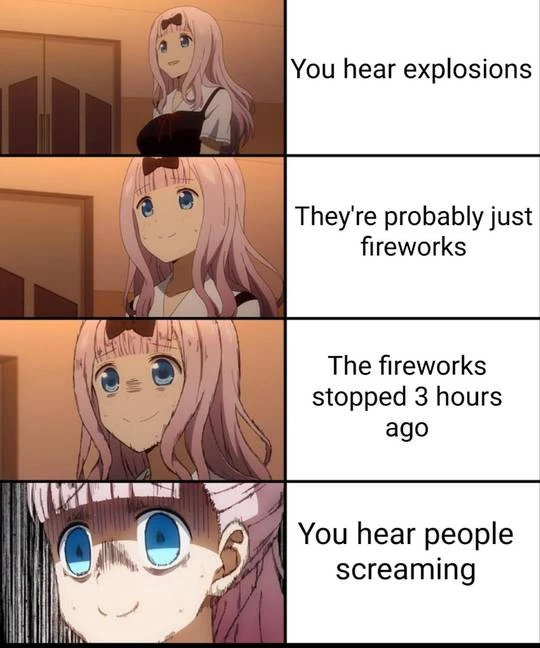 You hear explosions
They're probably just
fireworks
The fireworks
stopped 3 hours
ago
You hear people
screaming